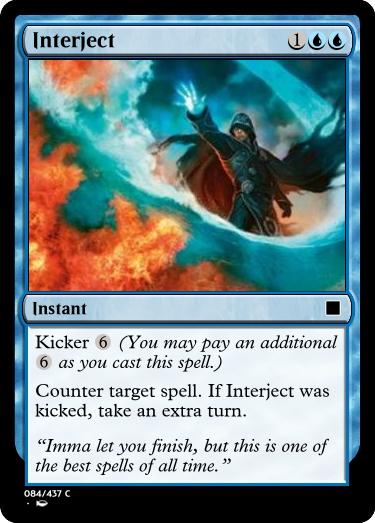 Interject 1
Instant
Kicker 6 (You may pay an additional
6 as you cast this spell.)
Counter target spell. If Interject was
kicked, take an extra turn.
“Imma let you finish, but this is one of
the best spells of all time.”
084/437 C